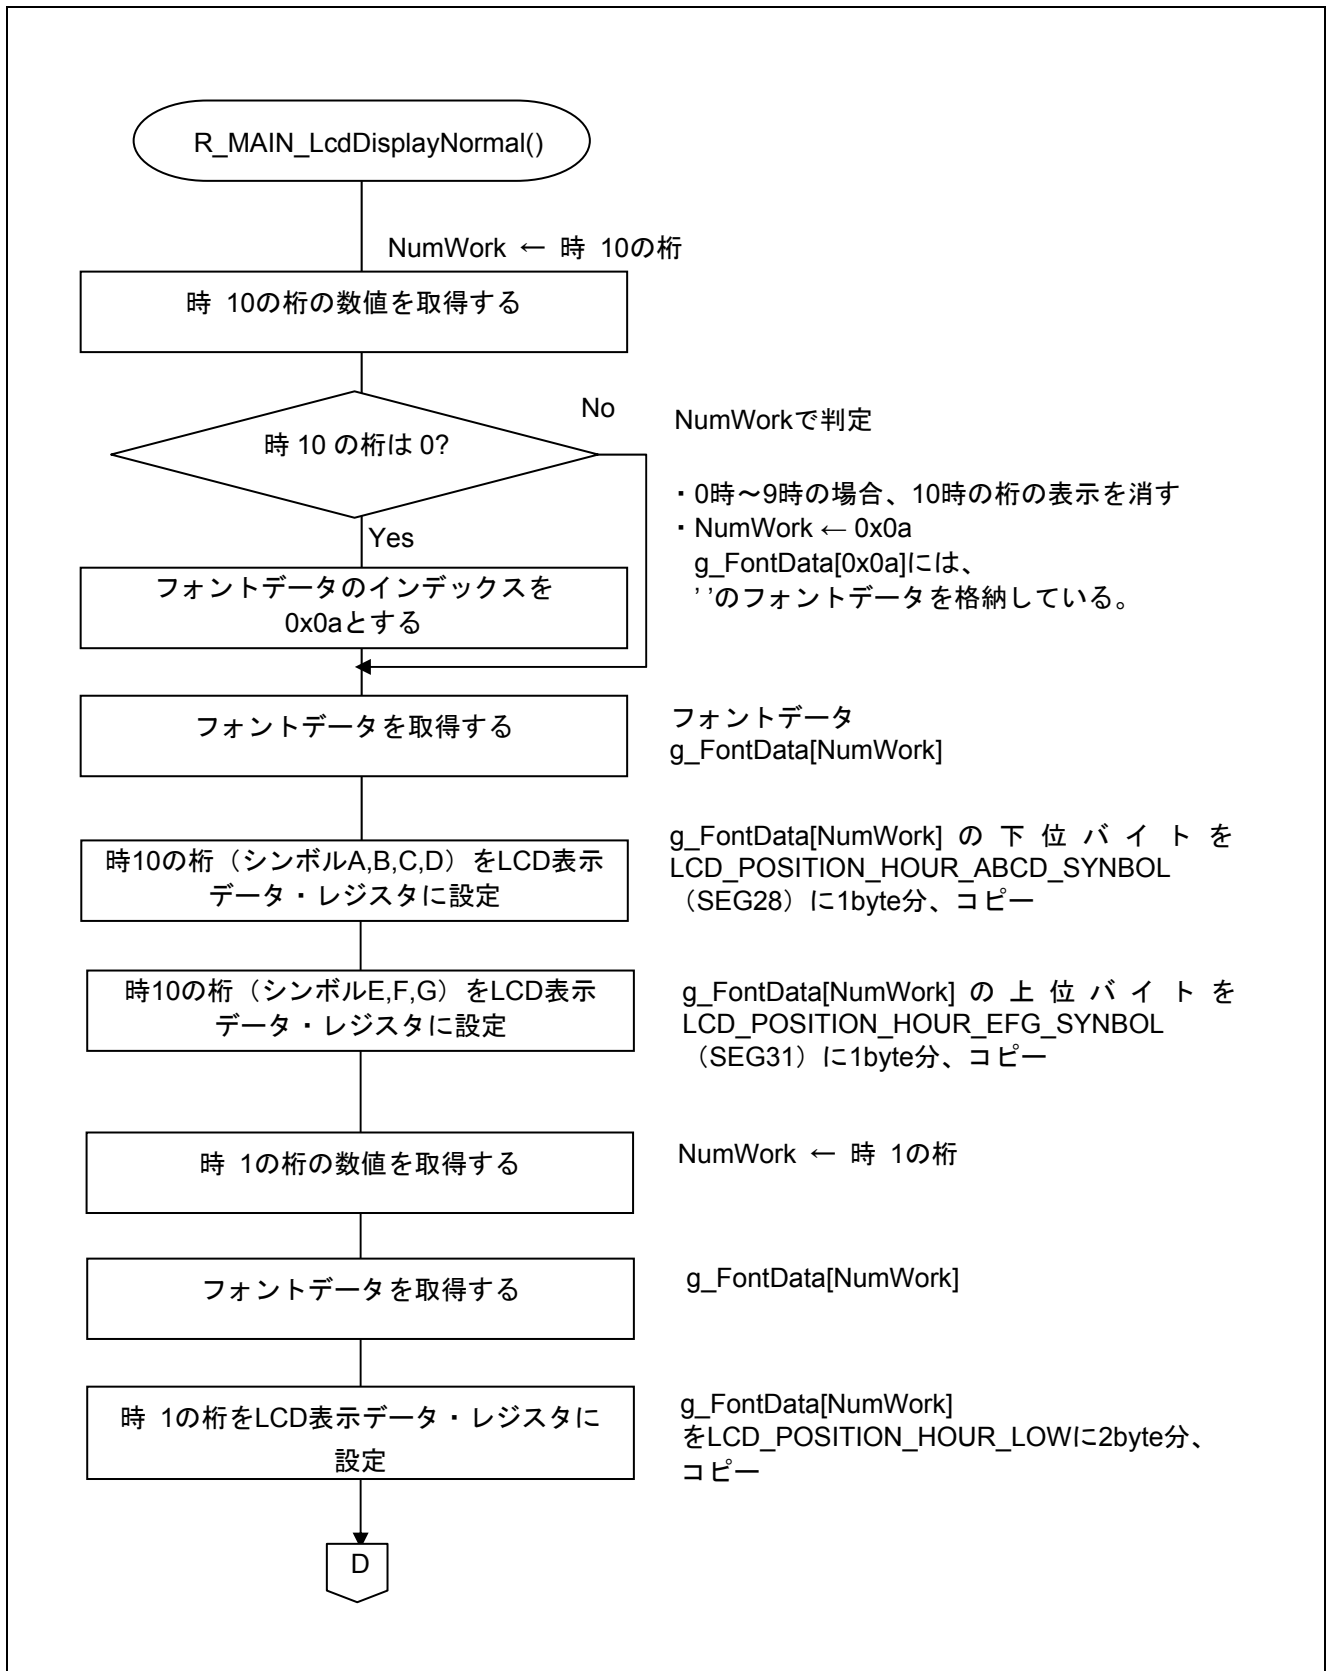 R_MAIN_LcdDisplayNormal()
NumWork ← 時 10の桁
時 10の桁の数値を取得する
No
時 10 の桁は 0?
NumWorkで判定
・0時～9時の場合、10時の桁の表示を消す
・NumWork ← 0x0a
g_FontData[0x0a]には、
' 'のフォントデータを格納している。
Yes
フォントデータのインデックスを
0x0aとする
フォントデータを取得する
フォントデータ
g_FontData[NumWork]
時10の桁（シンボルA,B,C,D）をLCD表示
データ・レジスタに設定
g_FontData[NumWork] の 下 位 バ イ ト を
LCD_POSITION_HOUR_ABCD_SYNBOL
（SEG28）に1byte分、コピー
時10の桁（シンボルE,F,G）をLCD表示
データ・レジスタに設定
g_FontData[NumWork] の 上 位 バ イ ト を
LCD_POSITION_HOUR_EFG_SYNBOL
（SEG31）に1byte分、コピー
時 1の桁の数値を取得する
NumWork ← 時 1の桁
フォントデータを取得する
g_FontData[NumWork]
時 1の桁をLCD表示データ・レジスタに
設定
g_FontData[NumWork]
をLCD_POSITION_HOUR_LOWに2byte分、
コピー
D